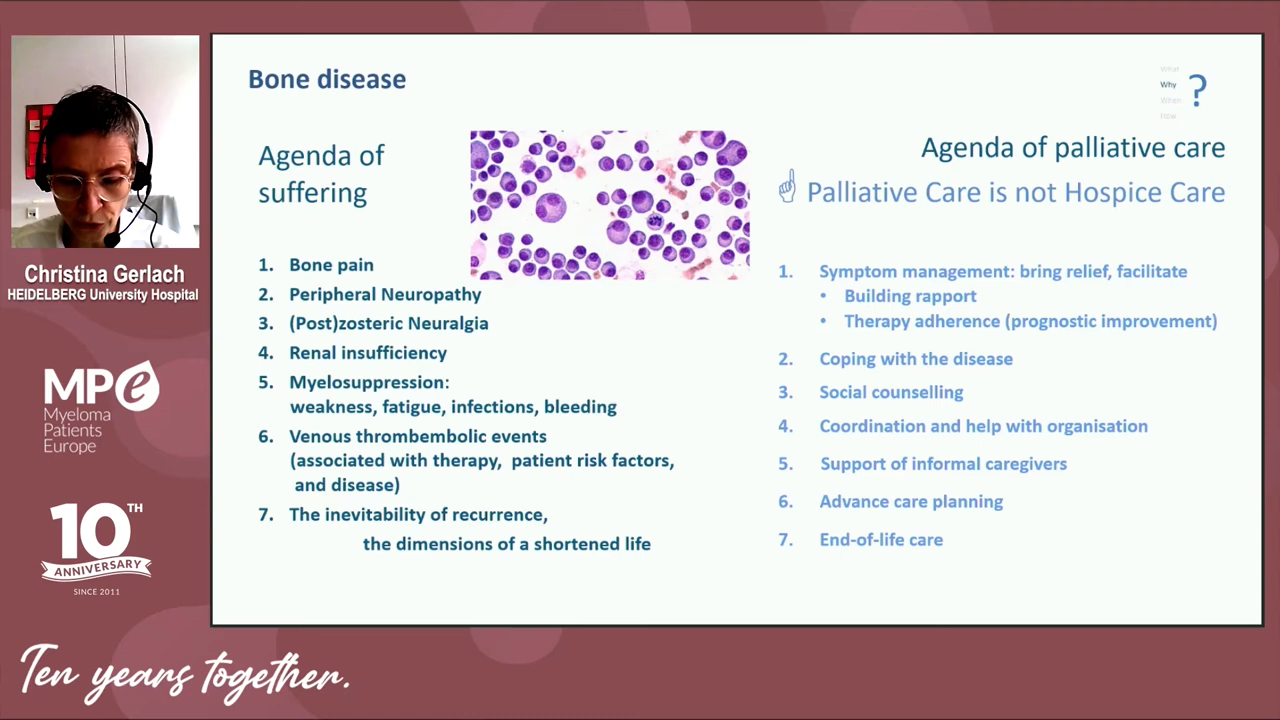 Bone disease
What
Why
When
How
?
Agenda of
suffering
1. Bone pain
2. Peripheral Neuropathy
3. (Post)zosteric Neuralgia
4. Renal insufficiency
5. Myelosuppression:
weakness, fatigue, infections, bleeding
6. Venous thrombembolic events
(associated with therapy, patient risk factors,
and disease)
7. The inevitability of recurrence,
the dimensions of a shortened life
Agenda of palliative care
☝ Palliative Care is not Hospice Care
1. Symptom management: bring relief, facilitate
• Building rapport
• Therapy adherence (prognostic improvement)
2. Coping with the disease
3. Social counselling
4. Coordination and help with organisation
5. Support of informal caregivers
6. Advance care planning
7. End-of-life care
Christina Gerlach
HEIDELBERG University Hospital
MPe
Myeloma
Patients
Europe
10TH
ANNIVERSARY
SINCE 2011
Ten years together.